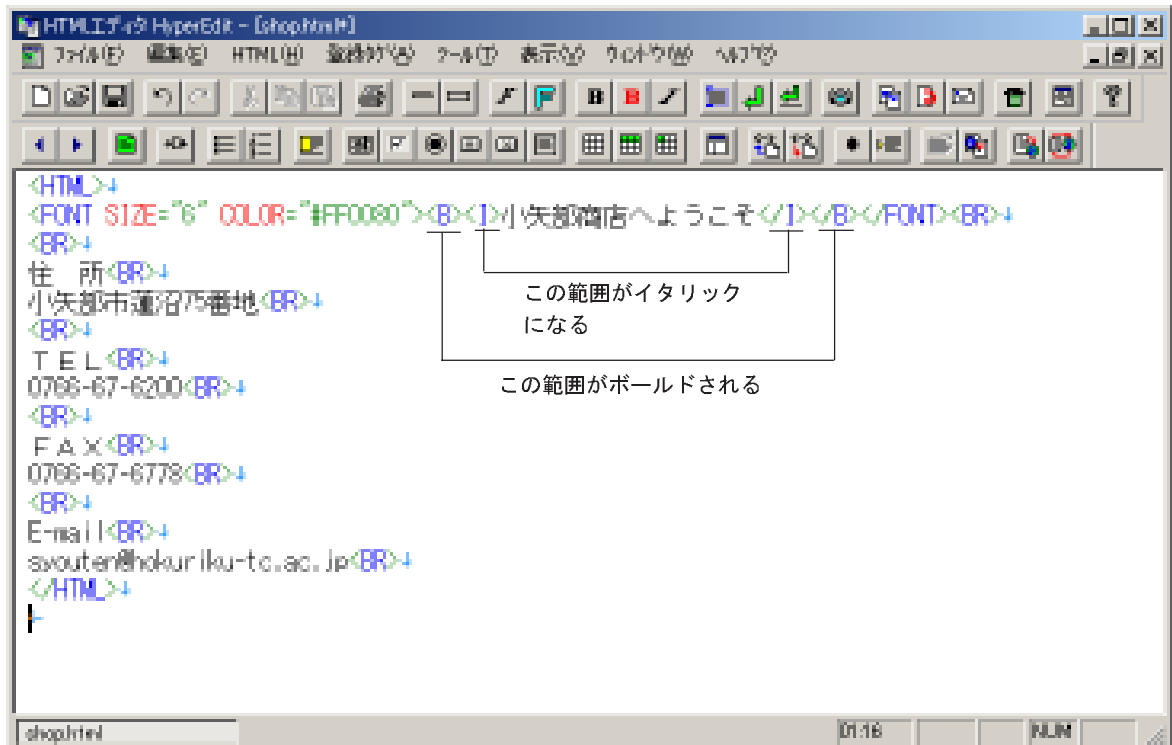 HTMLエディタ HyperEdit - [shop.html *]
ファイル(F) 編集(E) HTML(H) 登録タグ(A) ツール(T) 表示(V) ウィンドウ(W) ヘルプ(?)
<HTML>↓
<FONT SIZE="6" COLOR="#FF0080"><B><I>小矢部商店へようこそ</I></B></FONT><BR>↓
<BR>↓
住　所<BR>↓
小矢部市蓮沼75番地<BR>↓
<BR>↓
ＴＥＬ<BR>↓
0766-67-6200<BR>↓
<BR>↓
ＦＡＸ<BR>↓
0766-67-6778<BR>↓
<BR>↓
E-mail<BR>↓
syouten@hokuriku-tc.ac.jp<BR>↓
</HTML>↓
この範囲がイタリック
になる
この範囲がボールドされる
shop.html
01:16
NUM